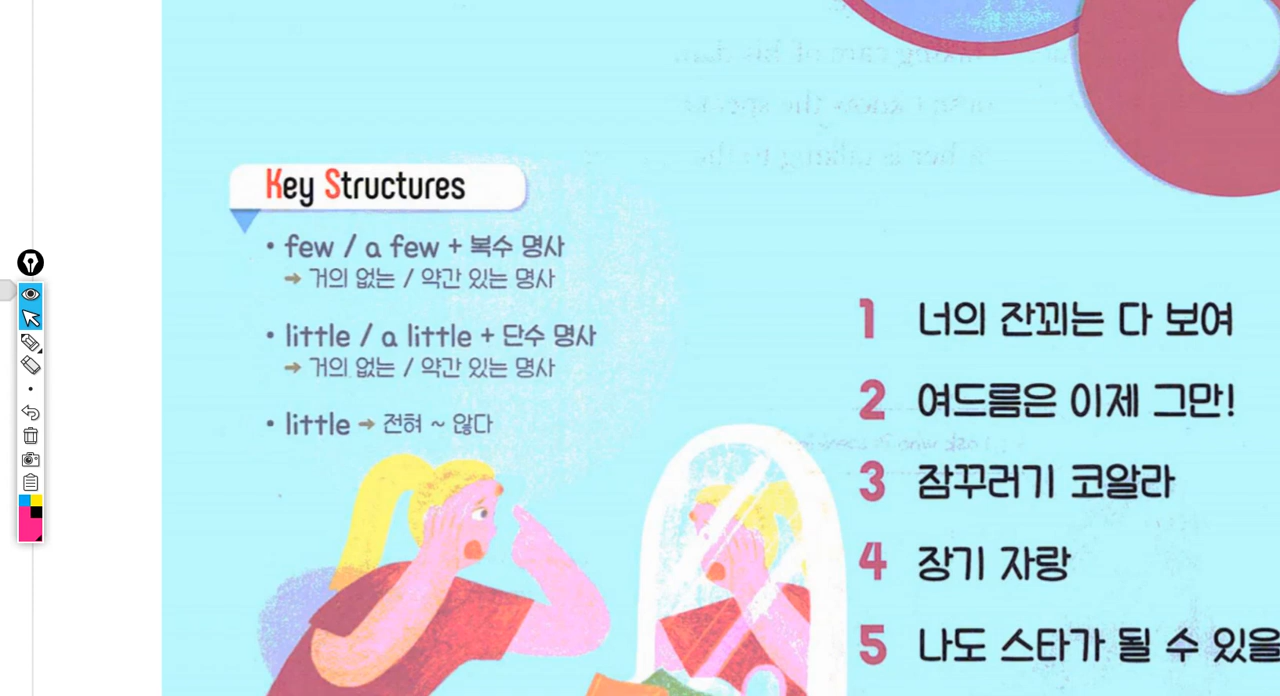 Key Structures
• few / a few + 복수 명사
→ 거의 없는 / 약간 있는 명사
• little / a little + 단수 명사
→ 거의 없는 / 약간 있는 명사
• little → 전혀 ~ 않다
1 너의 잔꾀는 다 보여
2 여드름은 이제 그만!
3 잠꾸러기 코알라
4 장기 자랑
5 나도 스타가 될 수 있을